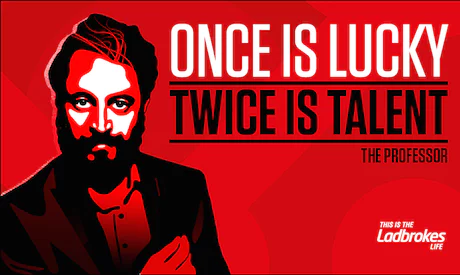 ONCE IS LUCKY
TWICE IS TALENT
THE PROFESSOR
THIS IS THE
Ladbrokes
LIFE